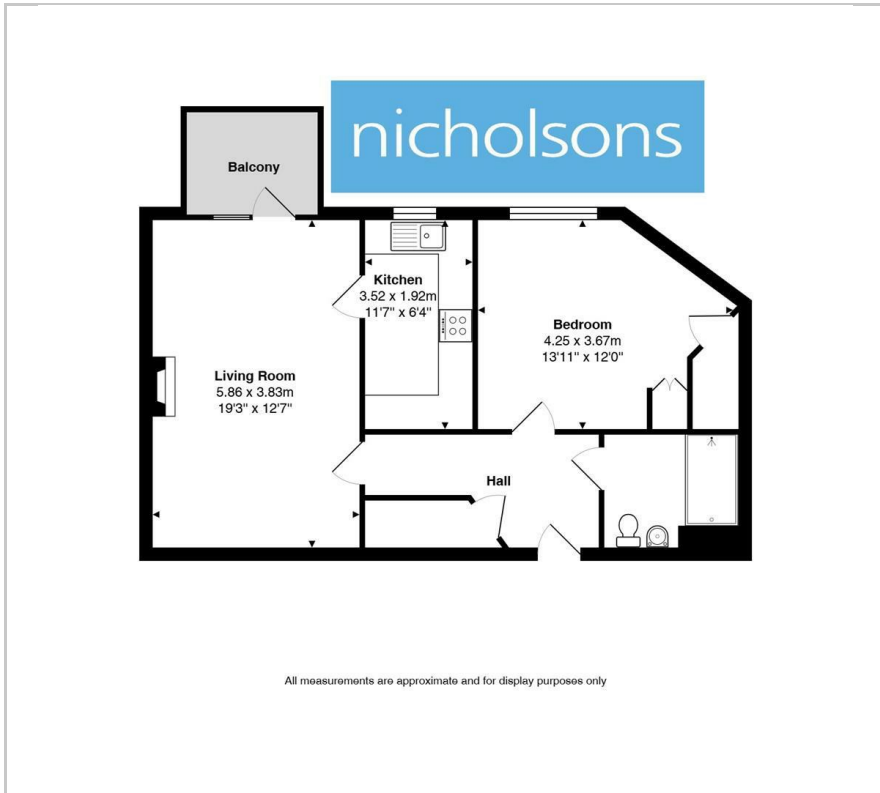 nicholsons
Balcony
Kitchen
3.52 x 1.92m
11'7" x 6'4"
Bedroom
4.25 x 3.67m
13'11" x 12'0"
Living Room
5.86 x 3.83m
19'3" x 12'7"
Hall
All measurements are approximate and for display purposes only